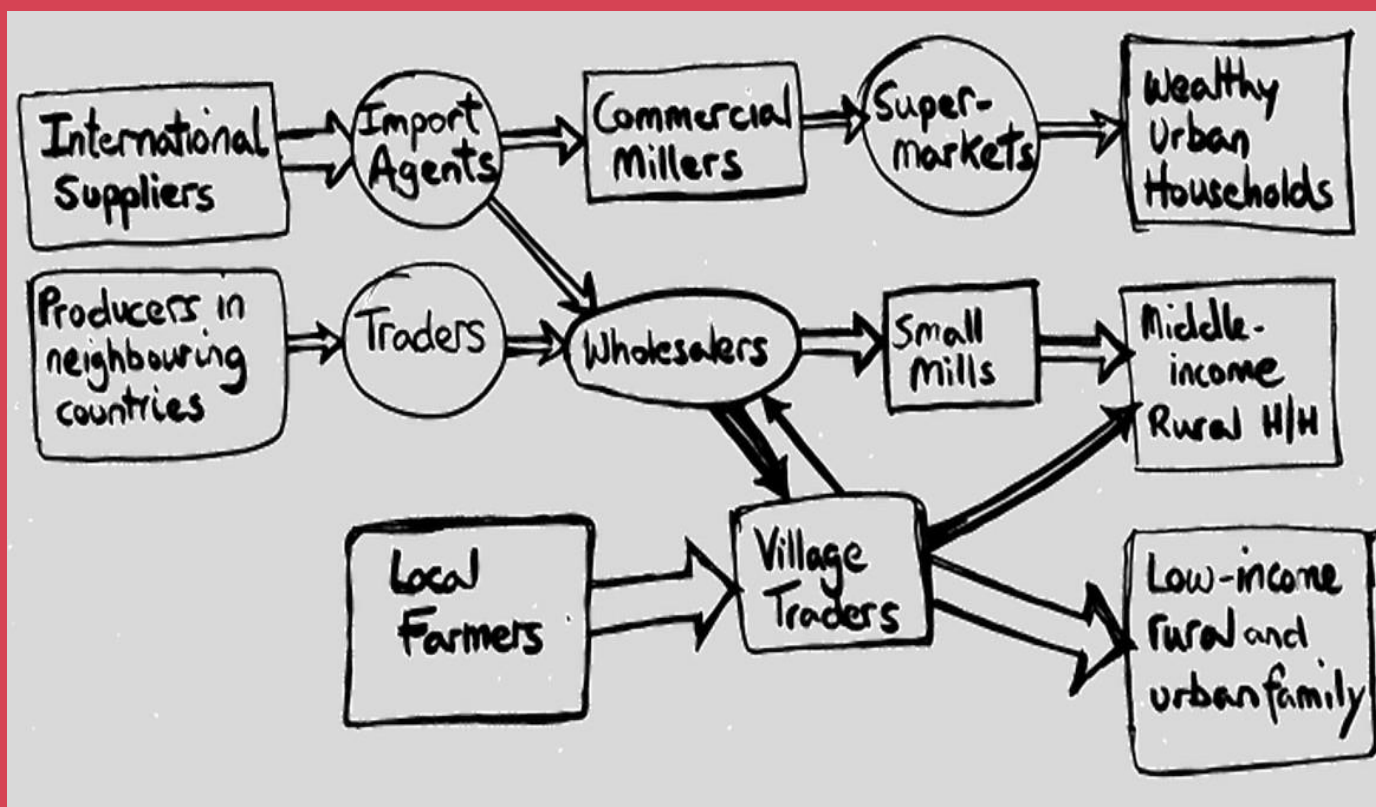 International
Suppliers
Import
Agents
Commercial
Millers
Super-
markets
Wealthy
Urban
Households
Producers in
neighbouring
countries
Traders
Wholesalers
Small
Mills
Middle-
income
Rural H/H
Local
Farmers
Village
Traders
Low-income
rural and
urban family